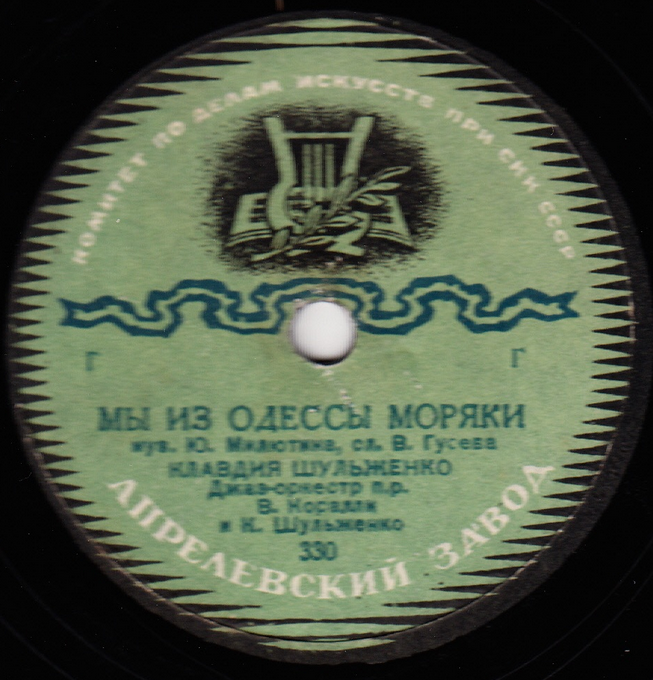 КОМИТЕТ ПО ДЕЛАМ ИСКУССТВ ПРИ СНК СССР
Г Г
МЫ ИЗ ОДЕССЫ МОРЯКИ
муз. Ю. Милютина, сл. В. Гусева
КЛАВДИЯ ШУЛЬЖЕНКО
Джаз-оркестр п.р.
В. Коралли
и К. Шульженко
330
АПРЕЛЕВСКИЙ ЗАВОД